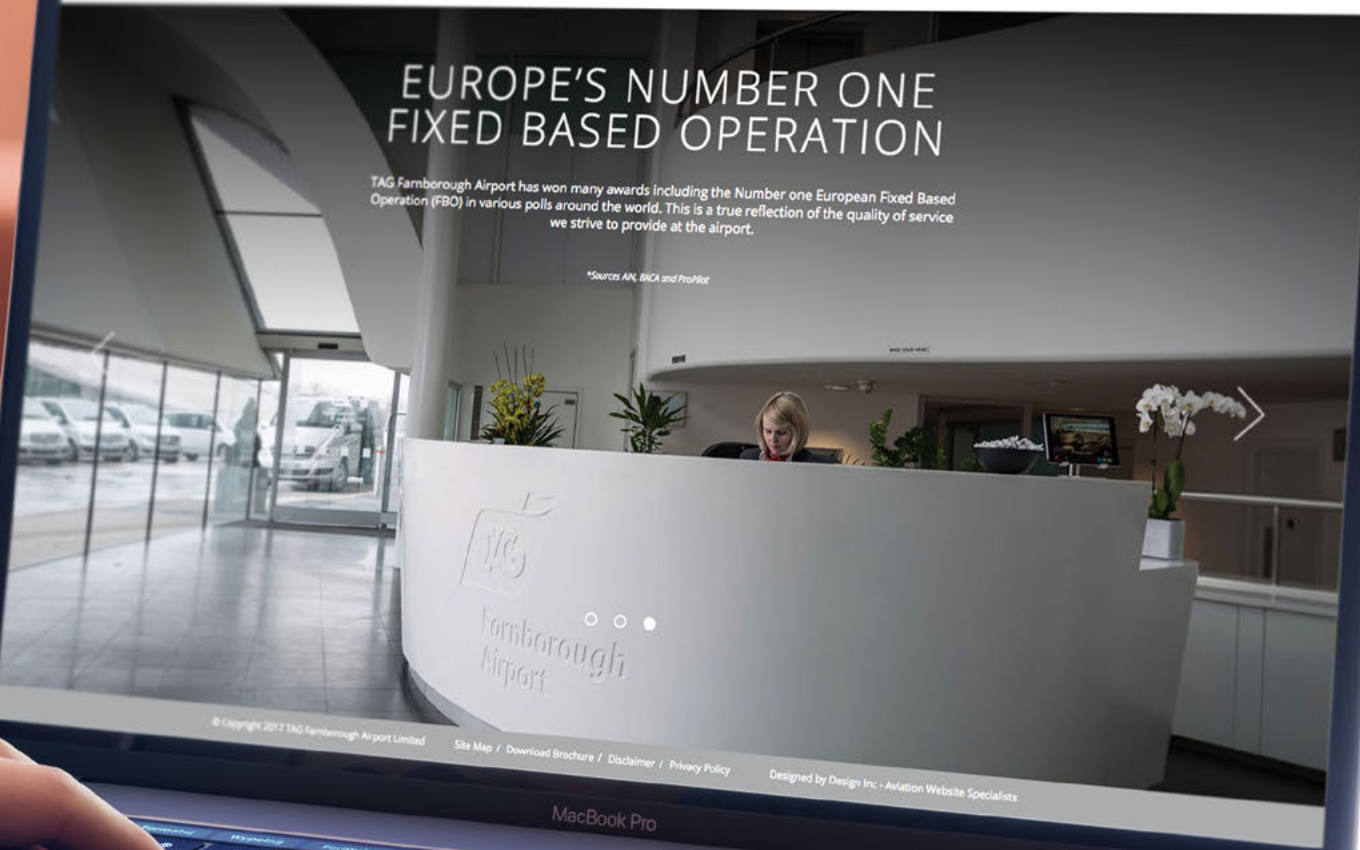 EUROPE'S NUMBER ONE
FIXED BASED OPERATION
TAG Farnborough Airport has won many awards including the Number one European Fixed Based
Operation (FBO) in various polls around the world. This is a true reflection of the quality of service
we strive to provide at the airport.
*Sources AIN, BACA and ProPilot
TAG
Farnborough
Airport
© Copyright 2017 TAG Farnborough Airport Limited
Site Map / Download Brochure / Disclaimer / Privacy Policy
Designed by Design Inc - Aviation Website Specialists
MacBook Pro